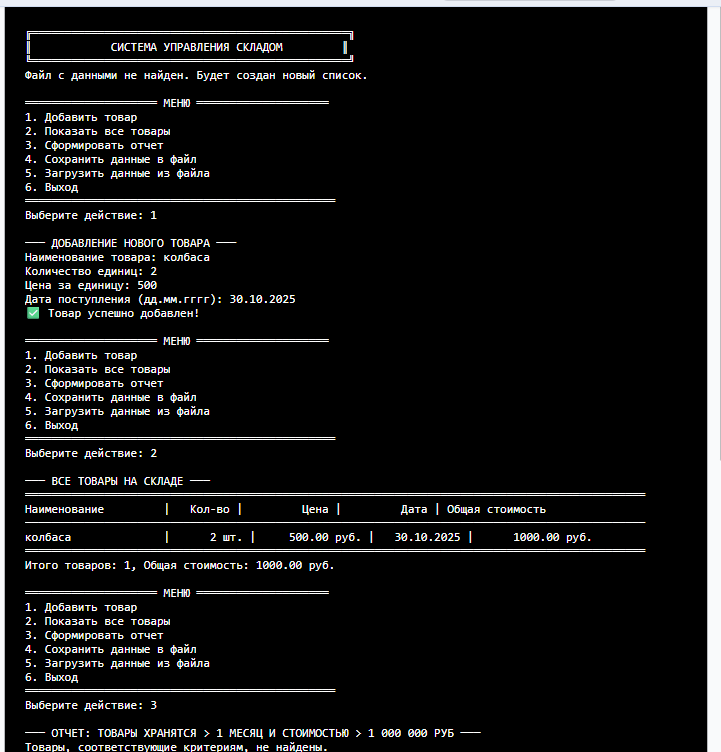 СИСТЕМА УПРАВЛЕНИЯ СКЛАДОМ
Файл с данными не найден. Будет создан новый список.
МЕНЮ
1. Добавить товар
2. Показать все товары
3. Сформировать отчет
4. Сохранить данные в файл
5. Загрузить данные из файла
6. Выход
Выберите действие: 1
─── ДОБАВЛЕНИЕ НОВОГО ТОВАРА ───
Наименование товара: колбаса
Количество единиц: 2
Цена за единицу: 500
Дата поступления (дд.мм.гггг): 30.10.2025
✅ Товар успешно добавлен!
МЕНЮ
1. Добавить товар
2. Показать все товары
3. Сформировать отчет
4. Сохранить данные в файл
5. Загрузить данные из файла
6. Выход
Выберите действие: 2
─── ВСЕ ТОВАРЫ НА СКЛАДЕ ───
Наименование | Кол-во | Цена | Дата | Общая стоимость
колбаса | 2 шт. | 500.00 руб. | 30.10.2025 | 1000.00 руб.
Итого товаров: 1, Общая стоимость: 1000.00 руб.
МЕНЮ
1. Добавить товар
2. Показать все товары
3. Сформировать отчет
4. Сохранить данные в файл
5. Загрузить данные из файла
6. Выход
Выберите действие: 3
─── ОТЧЕТ: ТОВАРЫ ХРАНЯТСЯ > 1 МЕСЯЦ И СТОИМОСТЬЮ > 1 000 000 РУБ ───
Товары, соответствующие критериям, не найдены.